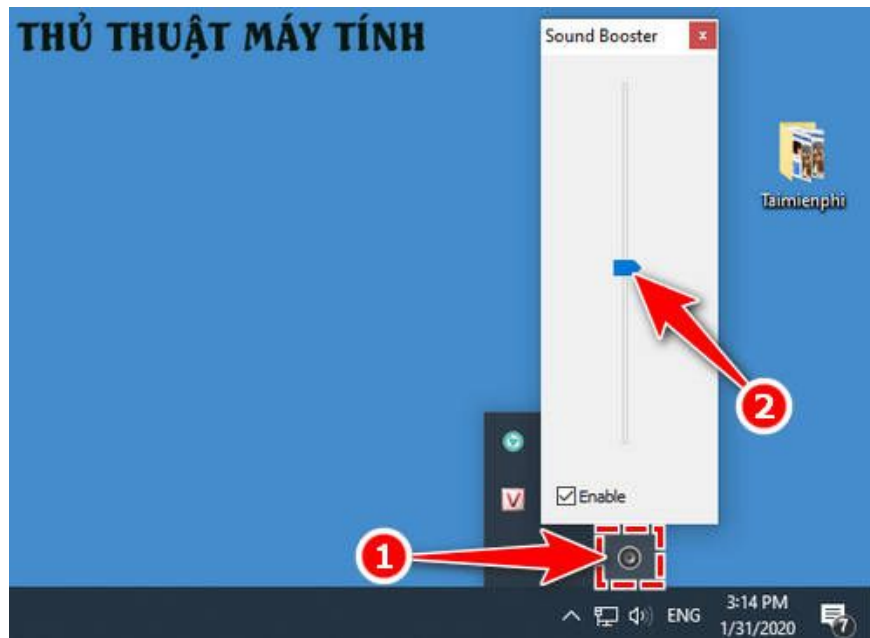 THỦ THUẬT MÁY TÍNH
Sound Booster
x
Taimienphi
2
V
Enable
1
ENG
3:14 PM
1/31/2020
7